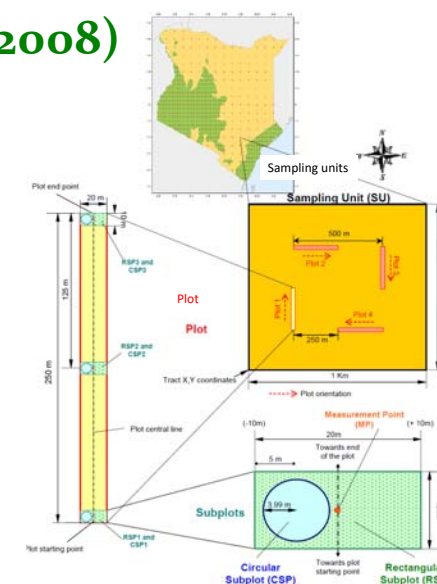 2008)
Sampling units
N
S
Sampling Unit (SU)
Plot end point
20 m
10 m
RSP3 and
CSP3
125 m
250 m
RSP2 and
CSP2
Plot central line
RSP1 and
CSP1
Plot starting point
Plot
Plot
500 m
Plot 2
Plot 3
Plot 1
Plot 4
250 m
Tract X,Y coordinates
1 Km
Plot orientation
Measurement Point
(MP)
(-10m)
(+ 10m)
20m
Towards end
of the plot
5 m
3.99 m
Subplots
Towards plot
starting point
Circular
Subplot (CSP)
Rectangular
Subplot (RS